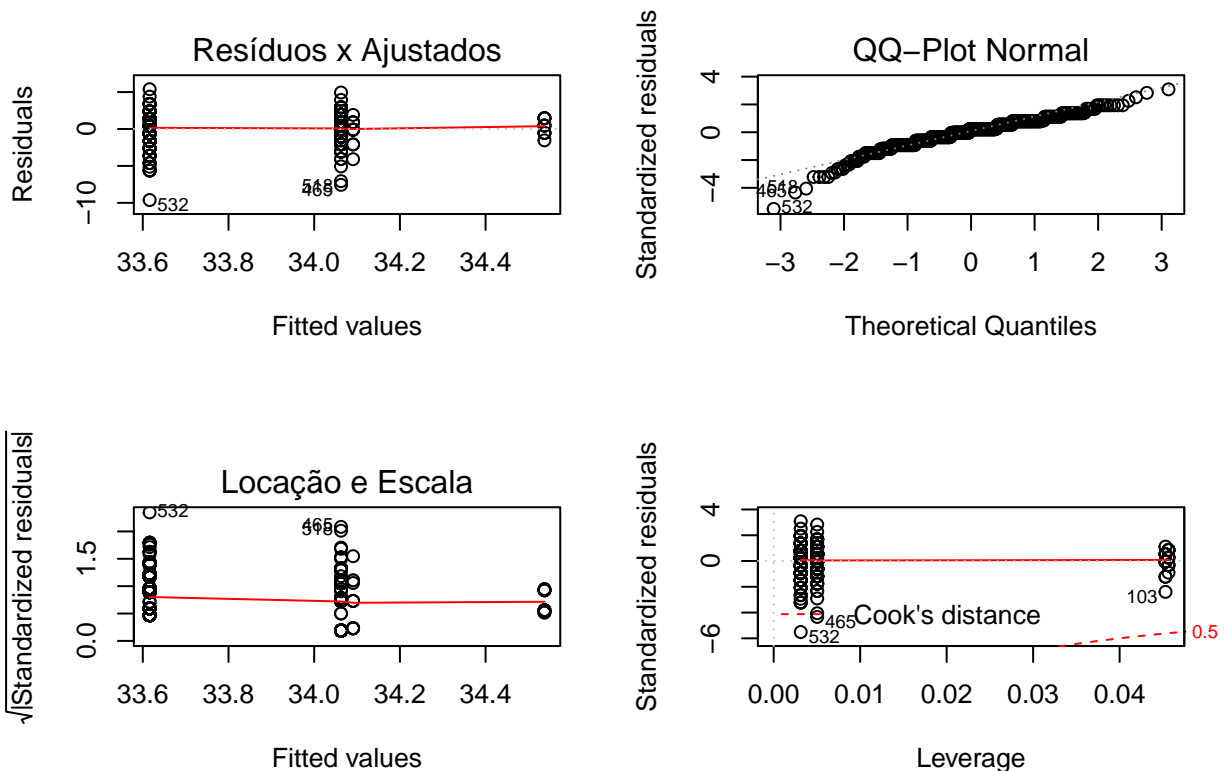 Resíduos x Ajustados
Residuals
0
−10
518
465
532
33.6 33.8 34.0 34.2 34.4
Fitted values
QQ−Plot Normal
Standardized residuals
4
0
−4
518
465
532
−3 −2 −1 0 1 2 3
Theoretical Quantiles
Locação e Escala
√|Standardized residuals|
1.5
0.0
532
465
518
33.6 33.8 34.0 34.2 34.4
Fitted values
Standardized residuals
4
0
−6
103
465
Cook's distance
532
0.5
0.00 0.01 0.02 0.03 0.04
Leverage